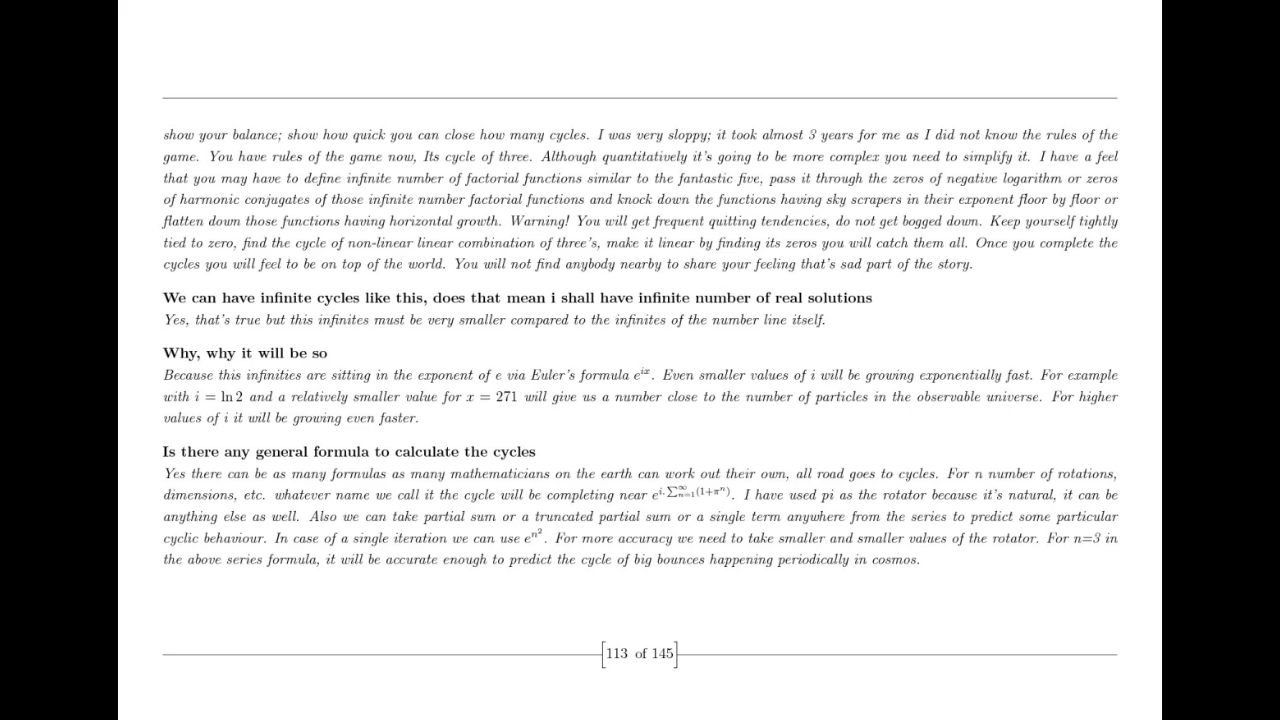 show your balance; show how quick you can close how many cycles. I was very sloppy; it took almost 3 years for me as I did not know the rules of the
game. You have rules of the game now, Its cycle of three. Although quantitatively it's going to be more complex you need to simplify it. I have a feel
that you may have to define infinite number of factorial functions similar to the fantastic five, pass it through the zeros of negative logarithm or zeros
of harmonic conjugates of those infinite number factorial functions and knock down the functions having sky scrapers in their exponent floor by floor or
flatten down those functions having horizontal growth. Warning! You will get frequent quitting tendencies, do not get bogged down. Keep yourself tightly
tied to zero, find the cycle of non-linear linear combination of three's, make it linear by finding its zeros you will catch them all. Once you complete the
cycles you will feel to be on top of the world. You will not find anybody nearby to share your feeling that's sad part of the story.
We can have infinite cycles like this, does that mean i shall have infinite number of real solutions
Yes, that's true but this infinites must be very smaller compared to the infinites of the number line itself.
Why, why it will be so
Because this infinities are sitting in the exponent of e via Euler's formula e^{ix}. Even smaller values of i will be growing exponentially fast. For example
with i = ln 2 and a relatively smaller value for x = 271 will give us a number close to the number of particles in the observable universe. For higher
values of i it will be growing even faster.
Is there any general formula to calculate the cycles
Yes there can be as many formulas as many mathematicians on the earth can work out their own, all road goes to cycles. For n number of rotations,
dimensions, etc. whatever name we call it the cycle will be completing near e^{i.∑_{n=1}^{∞}(1+π^n)}. I have used pi as the rotator because it's natural, it can be
anything else as well. Also we can take partial sum or a truncated partial sum or a single term anywhere from the series to predict some particular
cyclic behaviour. In case of a single iteration we can use e^{n^2}. For more accuracy we need to take smaller and smaller values of the rotator. For n=3 in
the above series formula, it will be accurate enough to predict the cycle of big bounces happening periodically in cosmos.
[113 of 145]